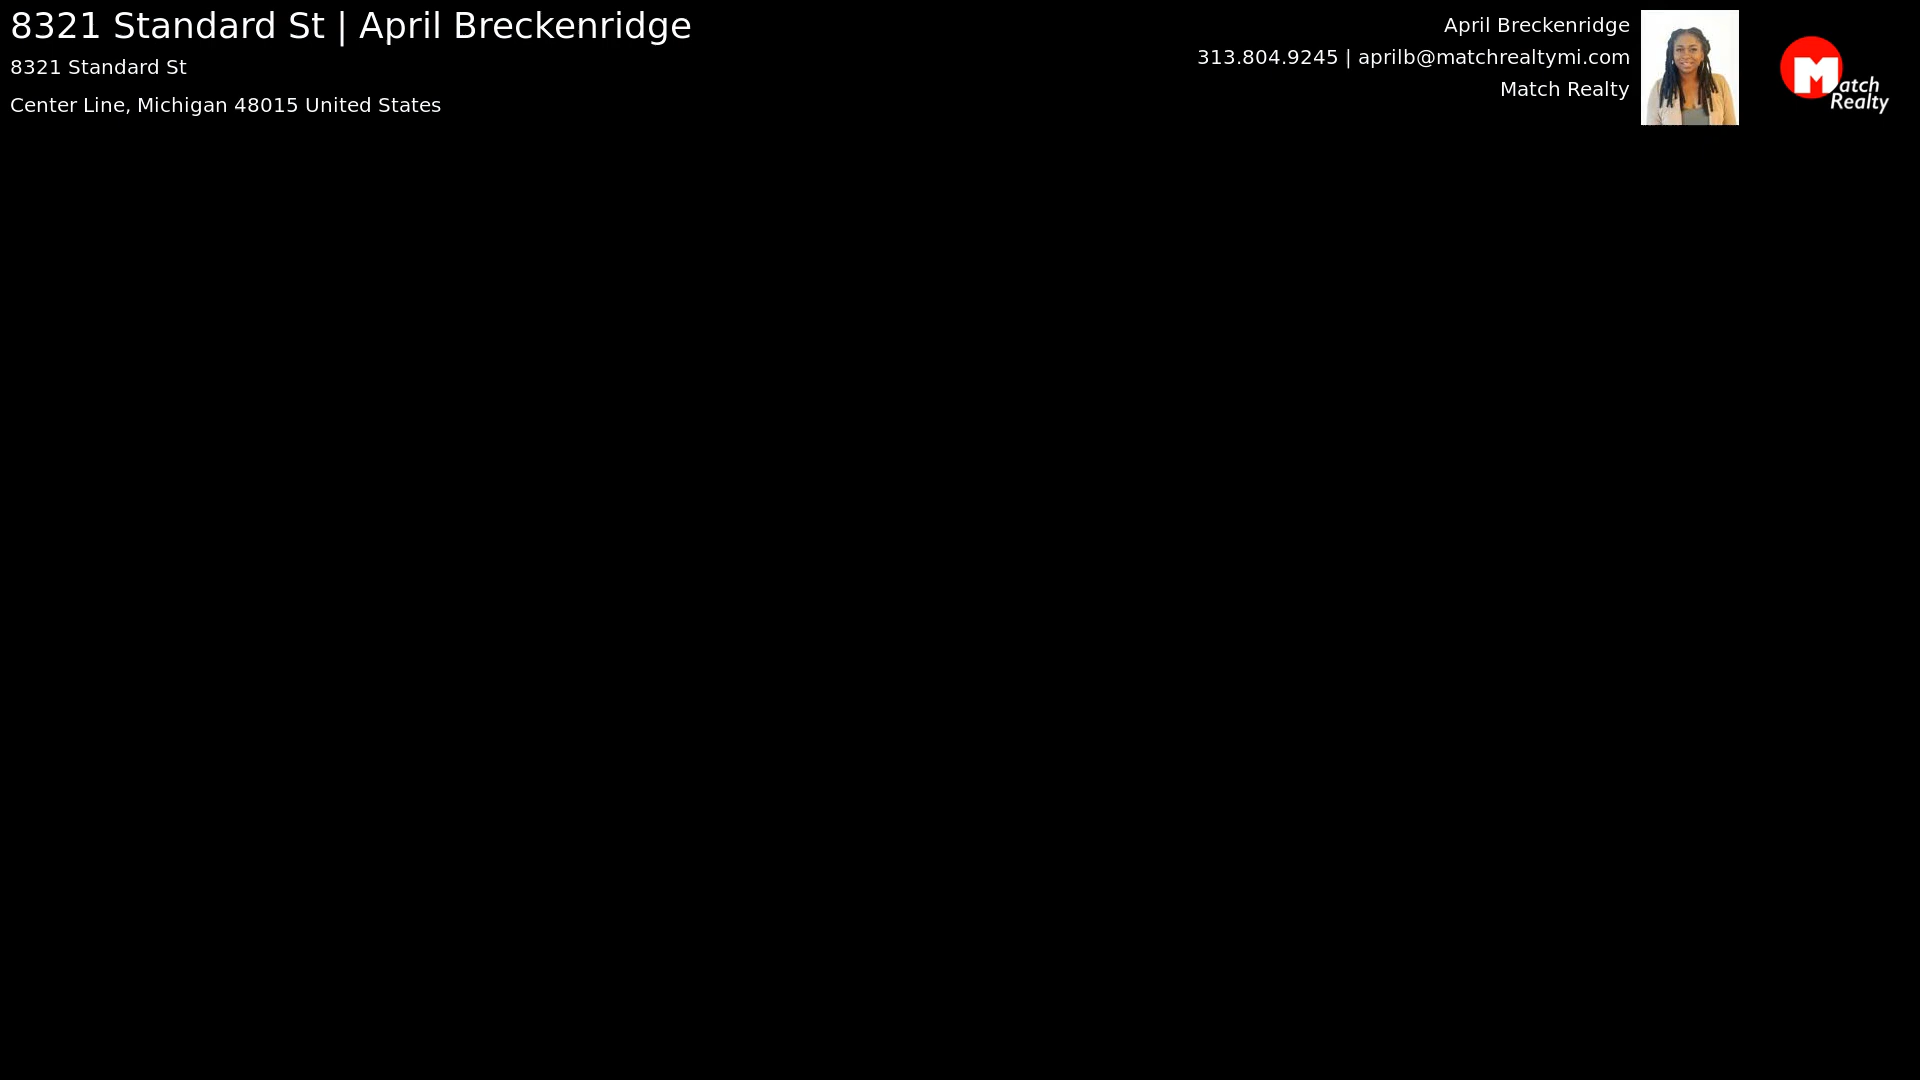 8321 Standard St | April Breckenridge
8321 Standard St
Center Line, Michigan 48015 United States
April Breckenridge
313.804.9245 | aprilb@matchrealtymi.com
Match Realty
Match
Realty